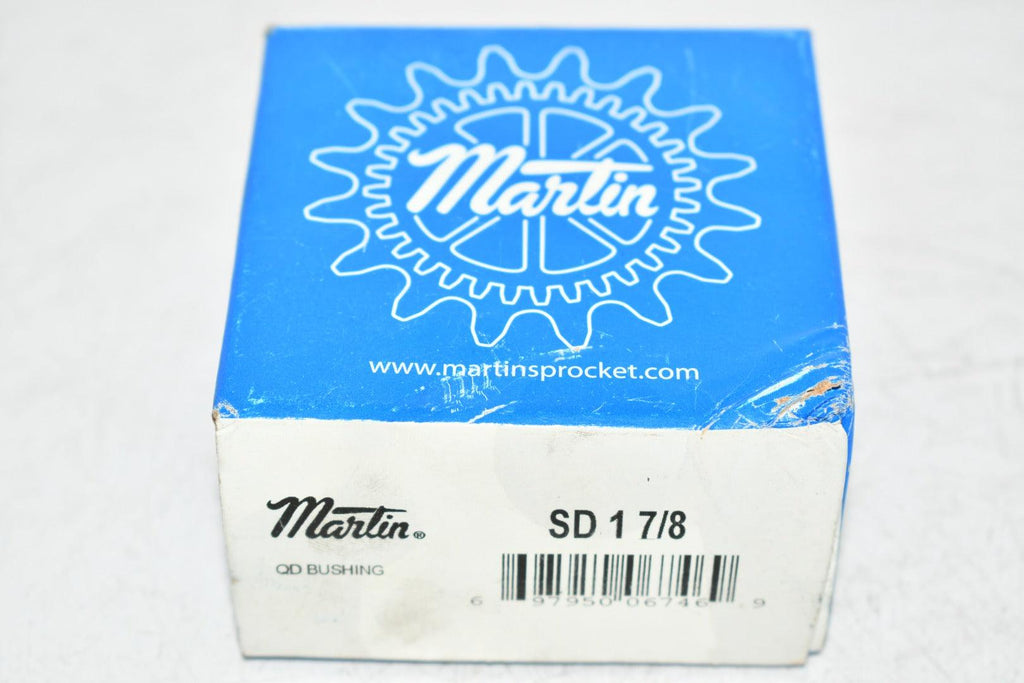 Martin
www.martinsprocket.com
Martin®
SD 1 7/8
QD BUSHING
6 97950 06746 9